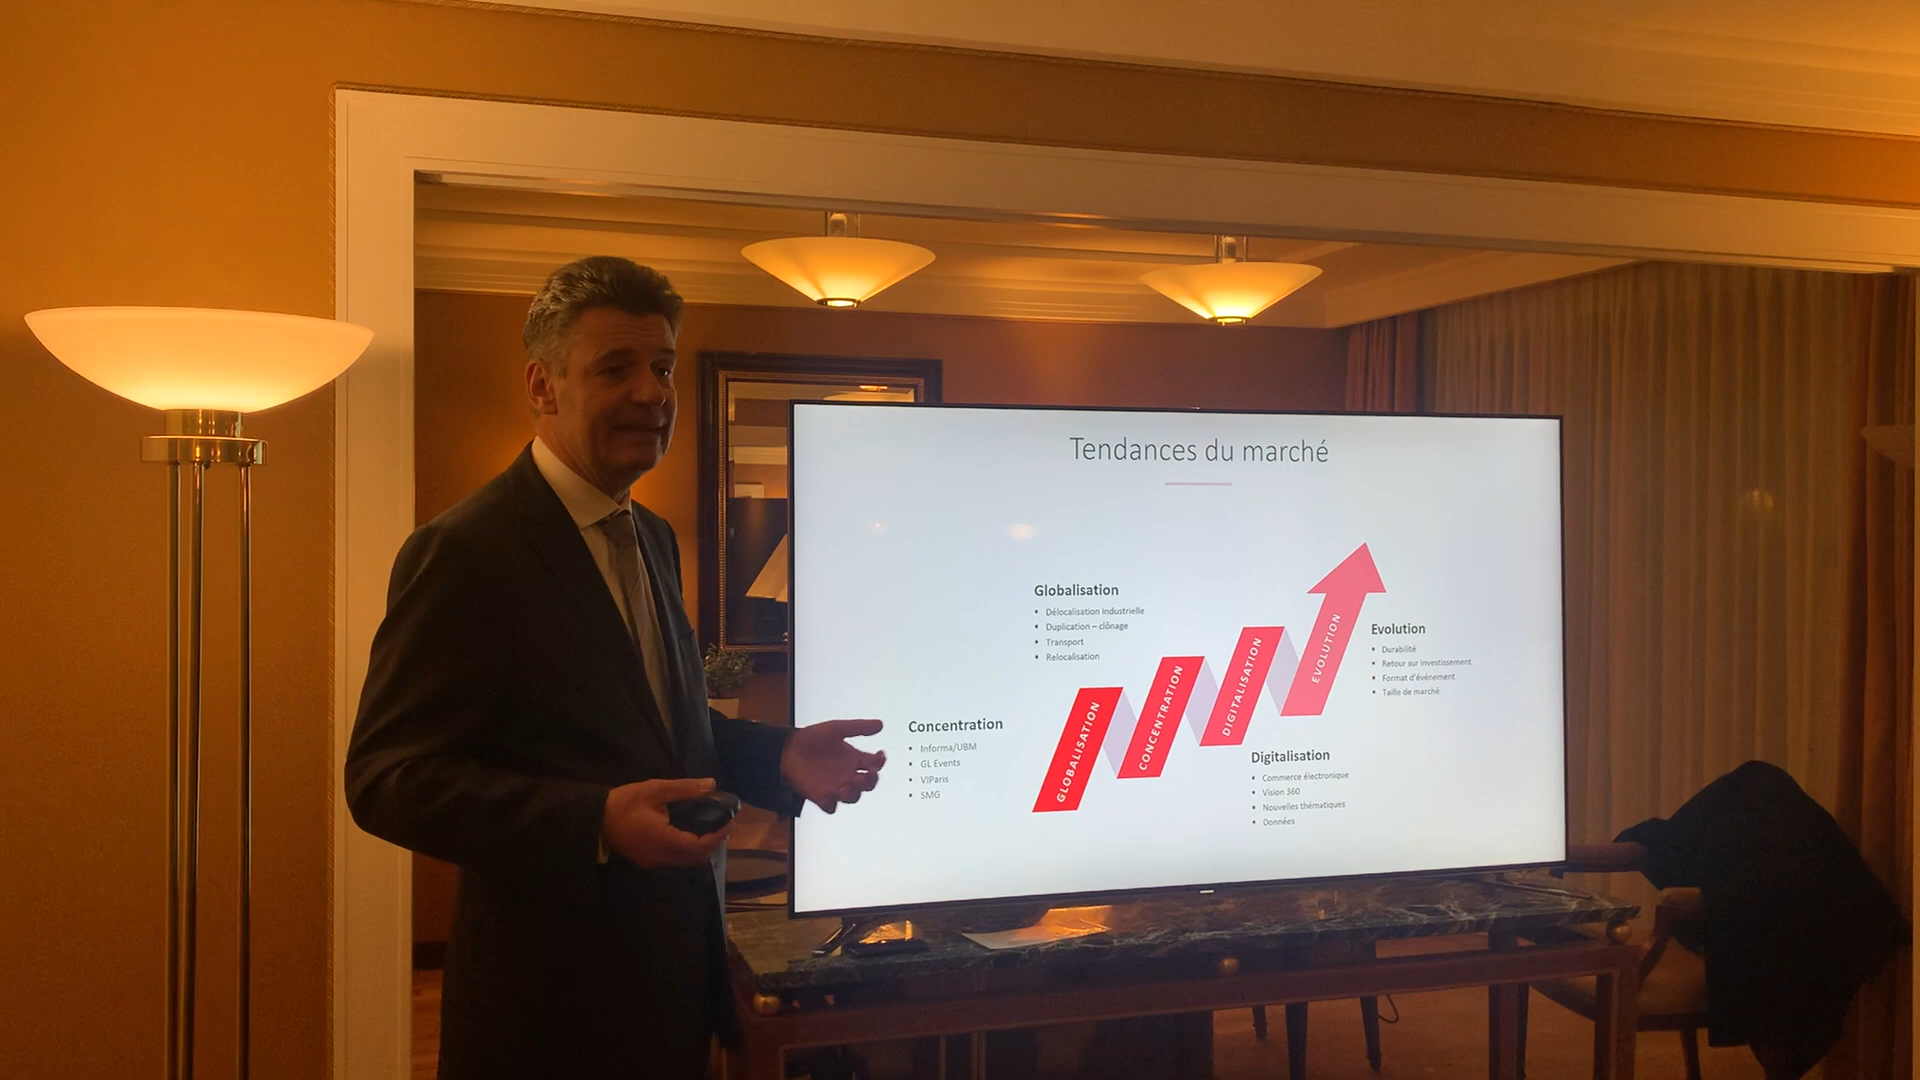 Tendances du marché
Globalisation
Délocalisation industrielle
Duplication – clônage
Transport
Relocalisation
Concentration
Informa/UBM
GL Events
VIParis
SMG
GLOBALISATION
CONCENTRATION
DIGITALISATION
EVOLUTION
Evolution
Durabilité
Retour sur investissement
Format d'événement
Taille de marché
Digitalisation
Commerce électronique
Vision 360
Nouvelles thématiques
Données